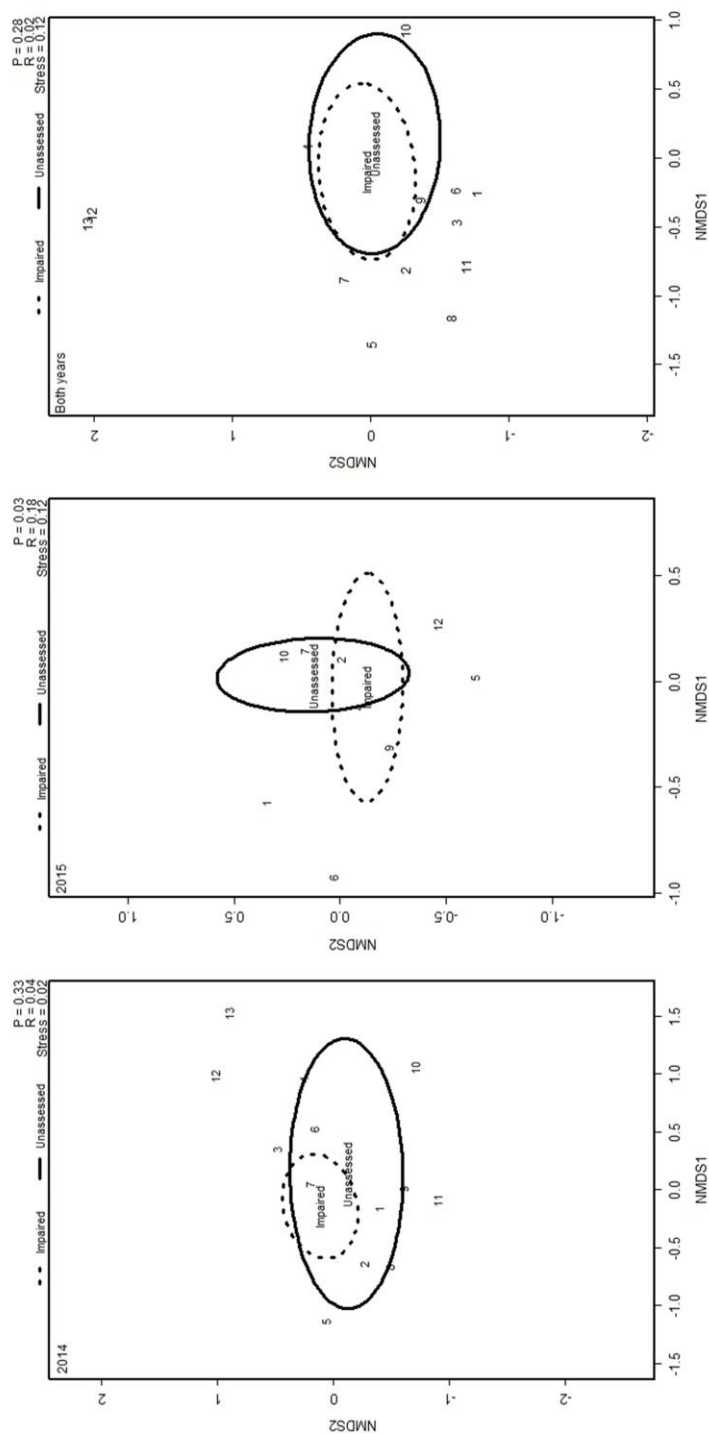 Impaired Unassessed
P = 0.33
R = 0.04
Stress = 0.02
2014
13
12
3
6
4
7
Impaired
Unassessed
5
1
2
9
8
10
11
2
1
0
-1
-2
NMDS2
-1.5 -1.0 -0.5 0.0 0.5 1.0 1.5
NMDS1
Impaired Unassessed
P = 0.03
R = 0.18
Stress = 0.12
2015
1
10
7
Unassessed
6
2
Impaired
9
12
5
1.0
0.5
0.0
-0.5
-1.0
NMDS2
-1.0 -0.5 0.0 0.5
NMDS1
Impaired Unassessed
P = 0.28
R = 0.02
Stress = 0.12
Both years
13
12
4
7
Impaired
Unassessed
5
2
10
9
8
11
3
6
1
2
1
0
-1
-2
NMDS2
-1.5 -1.0 -0.5 0.0 0.5 1.0
NMDS1